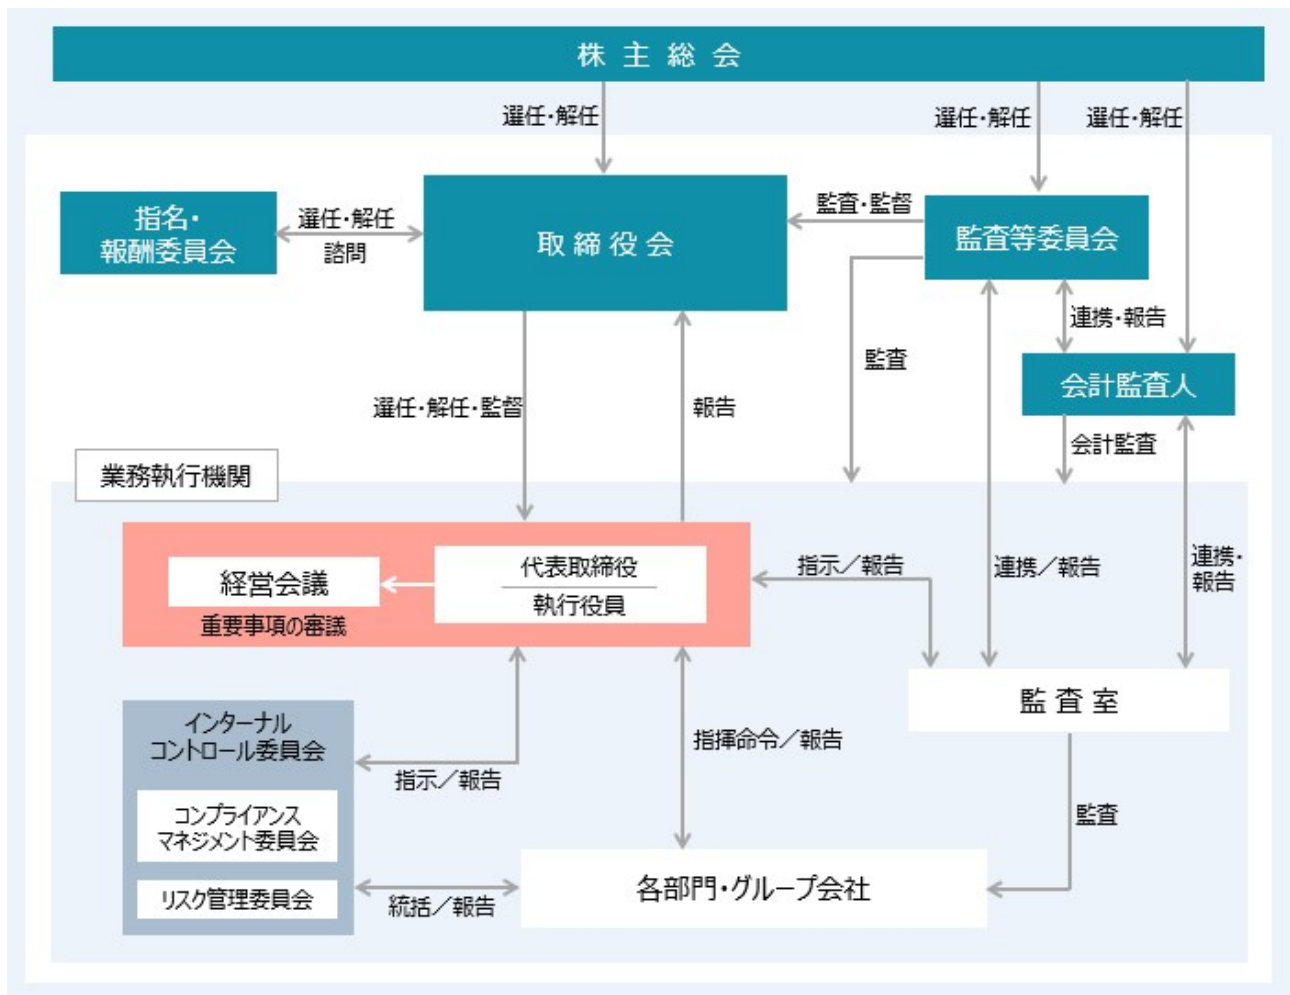 株主総会
選任・解任
選任・解任
選任・解任
指名・
報酬委員会
選任・解任
諮問
取締役会
監査・監督
監査等委員会
連携・報告
監査
会計監査人
選任・解任・監督
報告
会計監査
業務執行機関
経営会議
重要事項の審議
代表取締役
執行役員
指示／報告
連携／報告
連携・
報告
監査室
インターナル
コントロール委員会
指揮命令／報告
指示／報告
コンプライアンス
マネジメント委員会
監査
リスク管理委員会
統括／報告
各部門・グループ会社